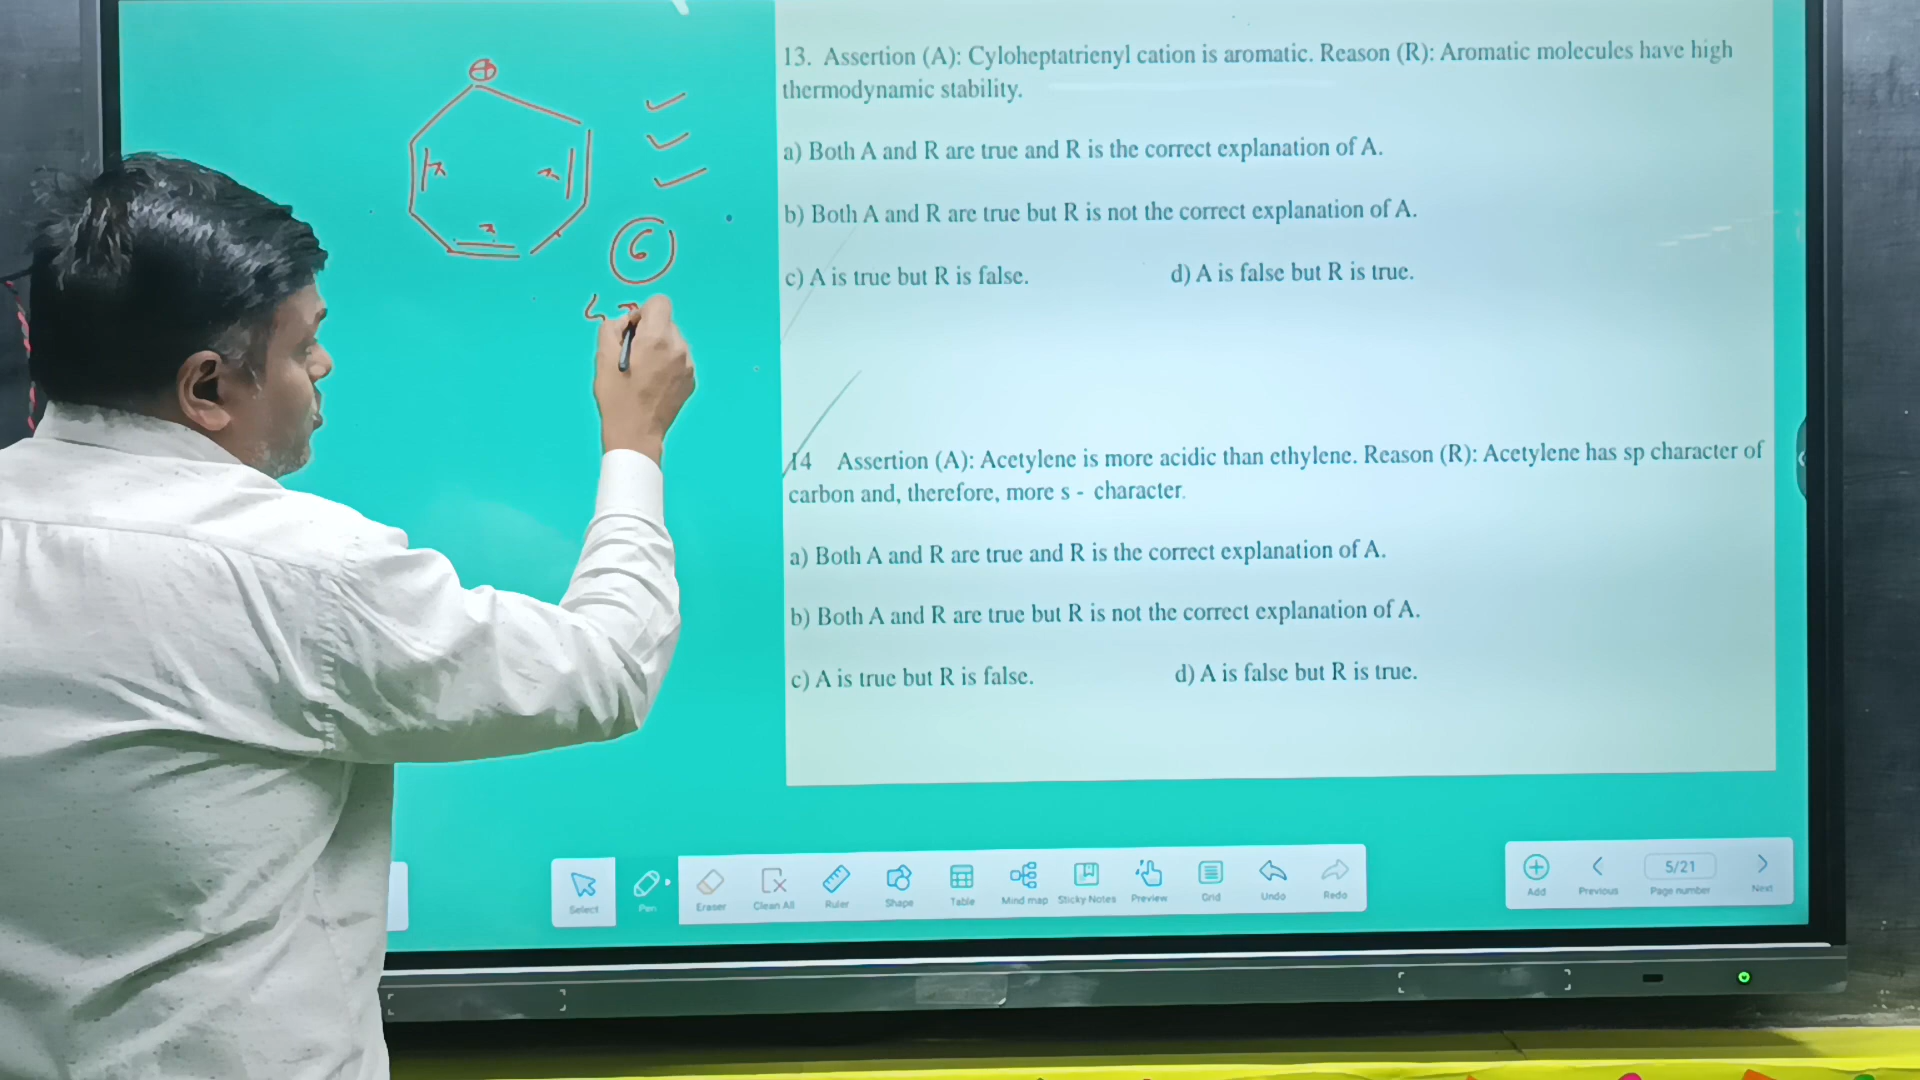 13. Assertion (A): Cyloheptatrienyl cation is aromatic. Reason (R): Aromatic molecules have high
thermodynamic stability.
a) Both A and R are true and R is the correct explanation of A.
b) Both A and R are true but R is not the correct explanation of A.
c) A is true but R is false.
d) A is false but R is true.
⊕
6
14 Assertion (A): Acetylene is more acidic than ethylene. Reason (R): Acetylene has sp character of
carbon and, therefore, more s - character.
a) Both A and R are true and R is the correct explanation of A.
b) Both A and R are true but R is not the correct explanation of A.
c) A is true but R is false.
d) A is false but R is true.
Select Pen Eraser Clean All Ruler Shape Table Mind map Sticky Notes Preview Grid Undo Redo
5/21
Add Previous Page number Next